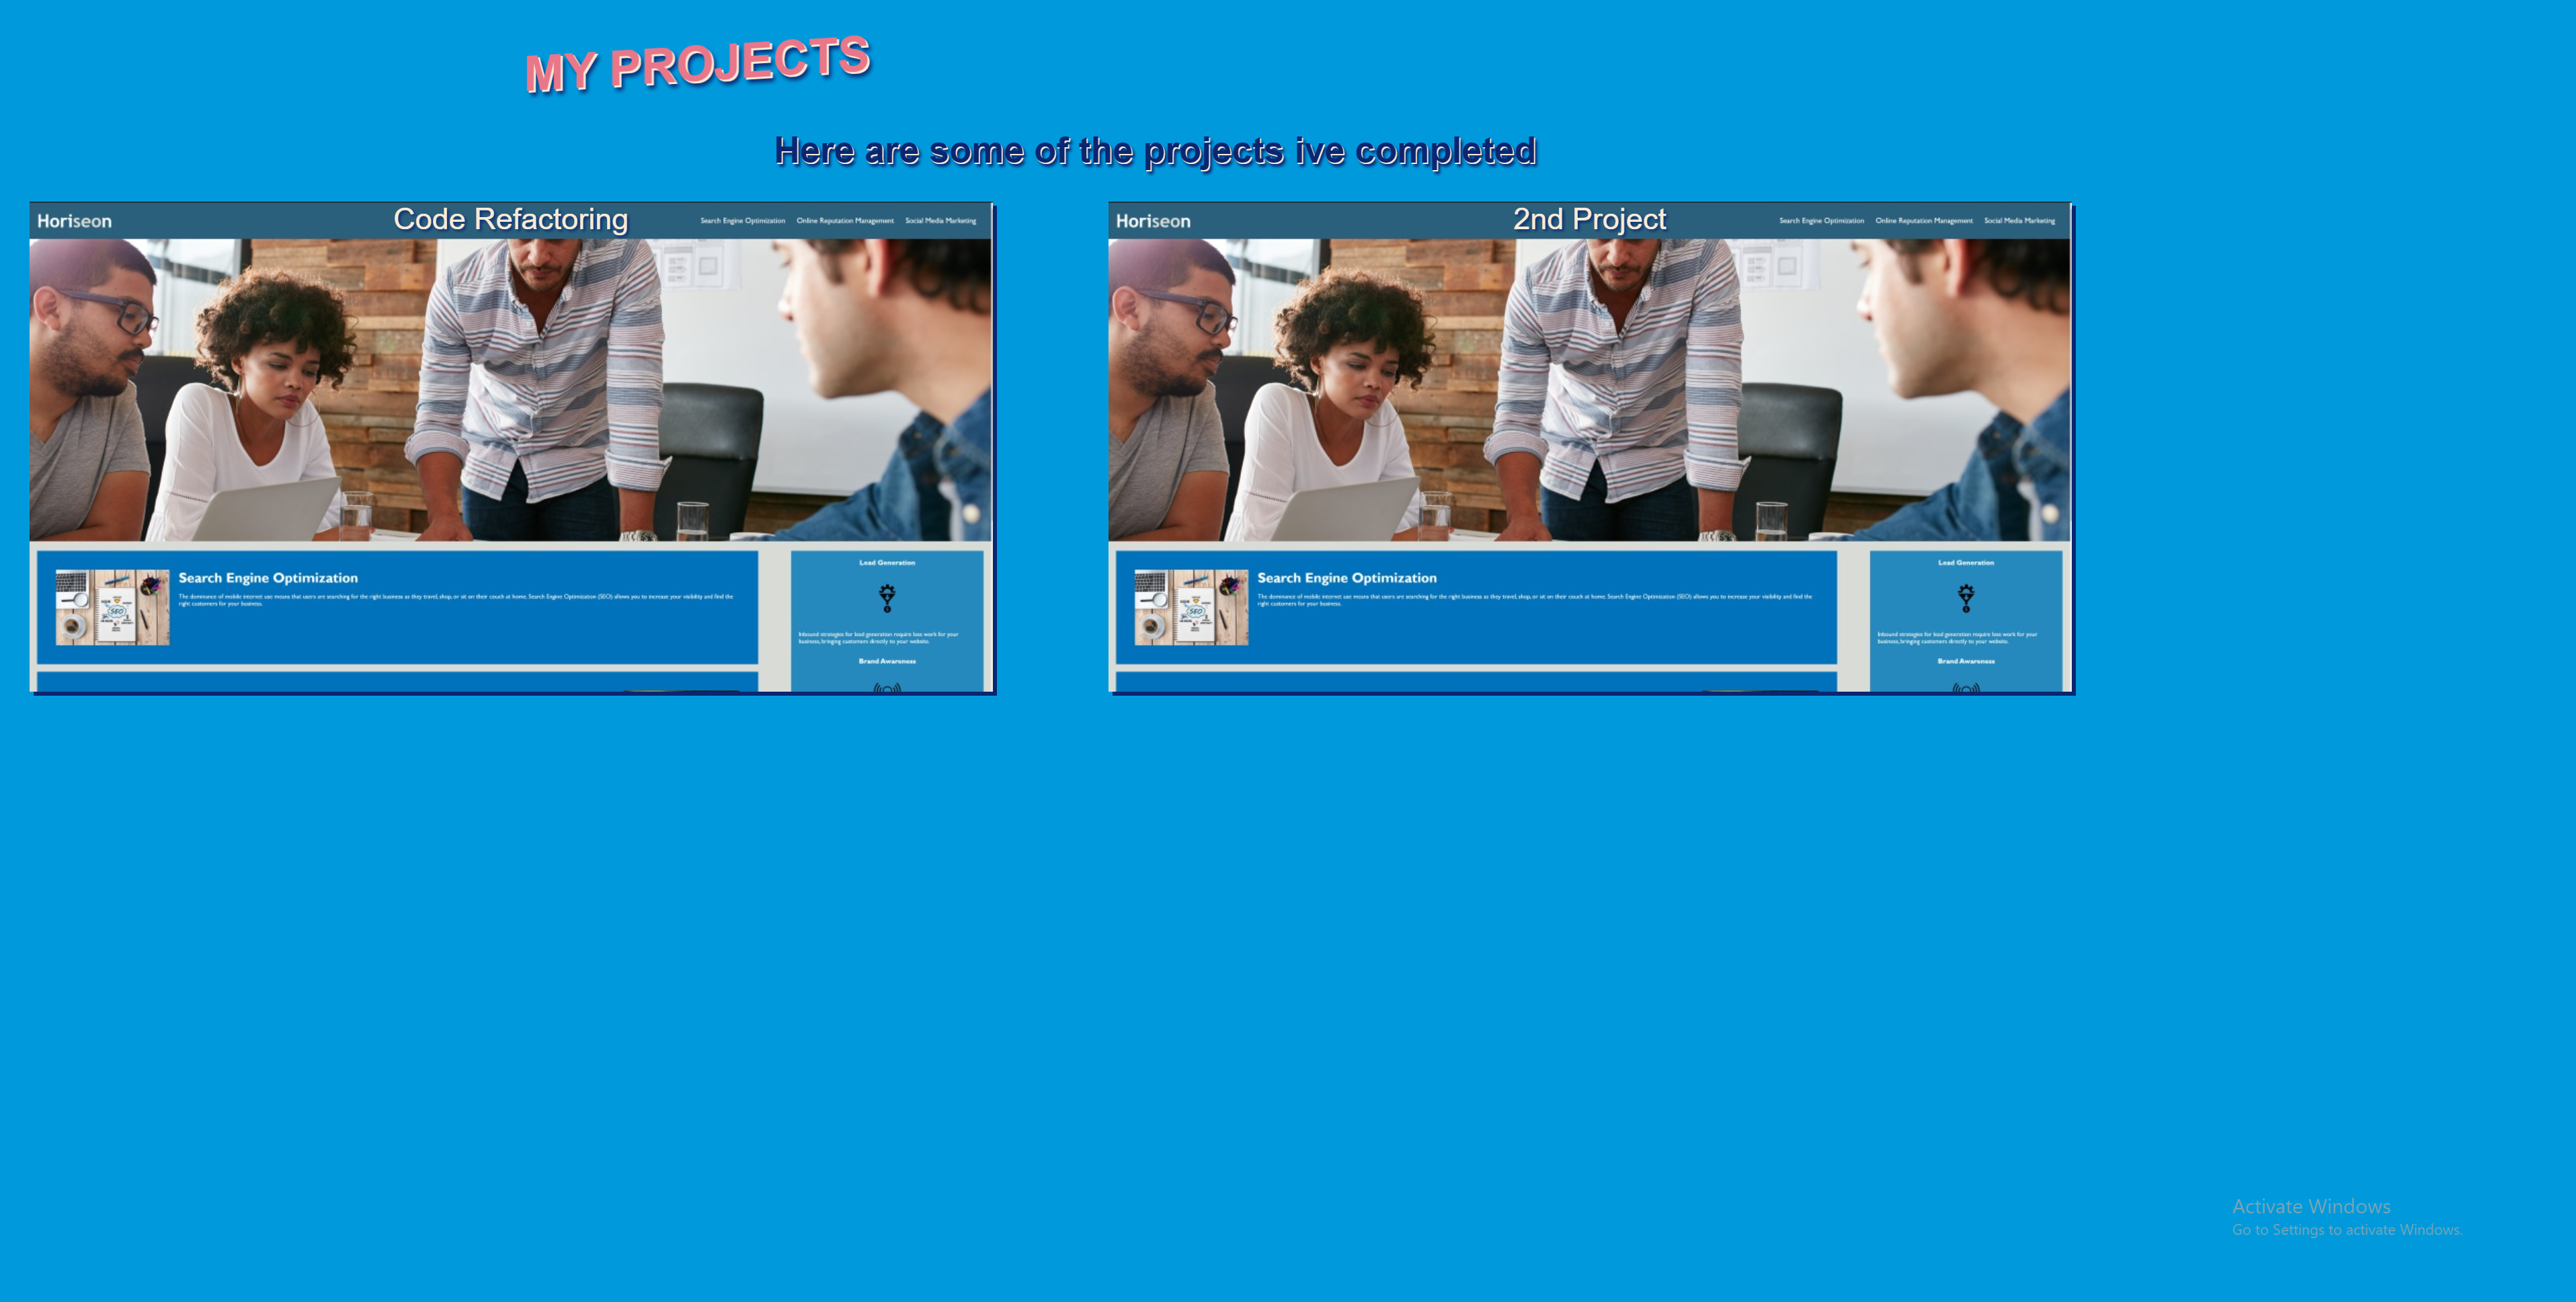 MY PROJECTS
Here are some of the projects ive completed
Horiseon
Code Refactoring
Search Engine Optimization Online Reputation Management Social Media Marketing
Search Engine Optimization
The dominance of mobile internet use means that users are searching for the right business as they travel, shop, or sit on their couch at home. Search Engine Optimization (SEO) allows you to increase your visibility and find the
right customers for your business.
SEO
Lead Generation
Inbound strategies for lead generation require less work for your
business, bringing customers directly to your website.
Brand Awareness
Horiseon
2nd Project
Search Engine Optimization Online Reputation Management Social Media Marketing
Search Engine Optimization
The dominance of mobile internet use means that users are searching for the right business as they travel, shop, or sit on their couch at home. Search Engine Optimization (SEO) allows you to increase your visibility and find the
right customers for your business.
SEO
Lead Generation
Inbound strategies for lead generation require less work for your
business, bringing customers directly to your website.
Brand Awareness
Activate Windows
Go to Settings to activate Windows.